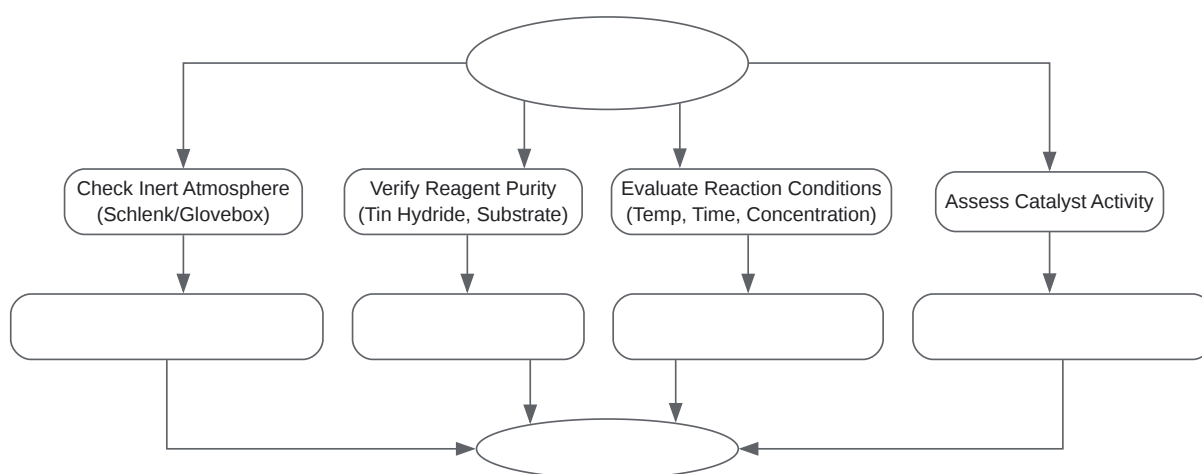 Check Inert Atmosphere
(Schlenk/Glovebox)
Verify Reagent Purity
(Tin Hydride, Substrate)
Evaluate Reaction Conditions
(Temp, Time, Concentration)
Assess Catalyst Activity